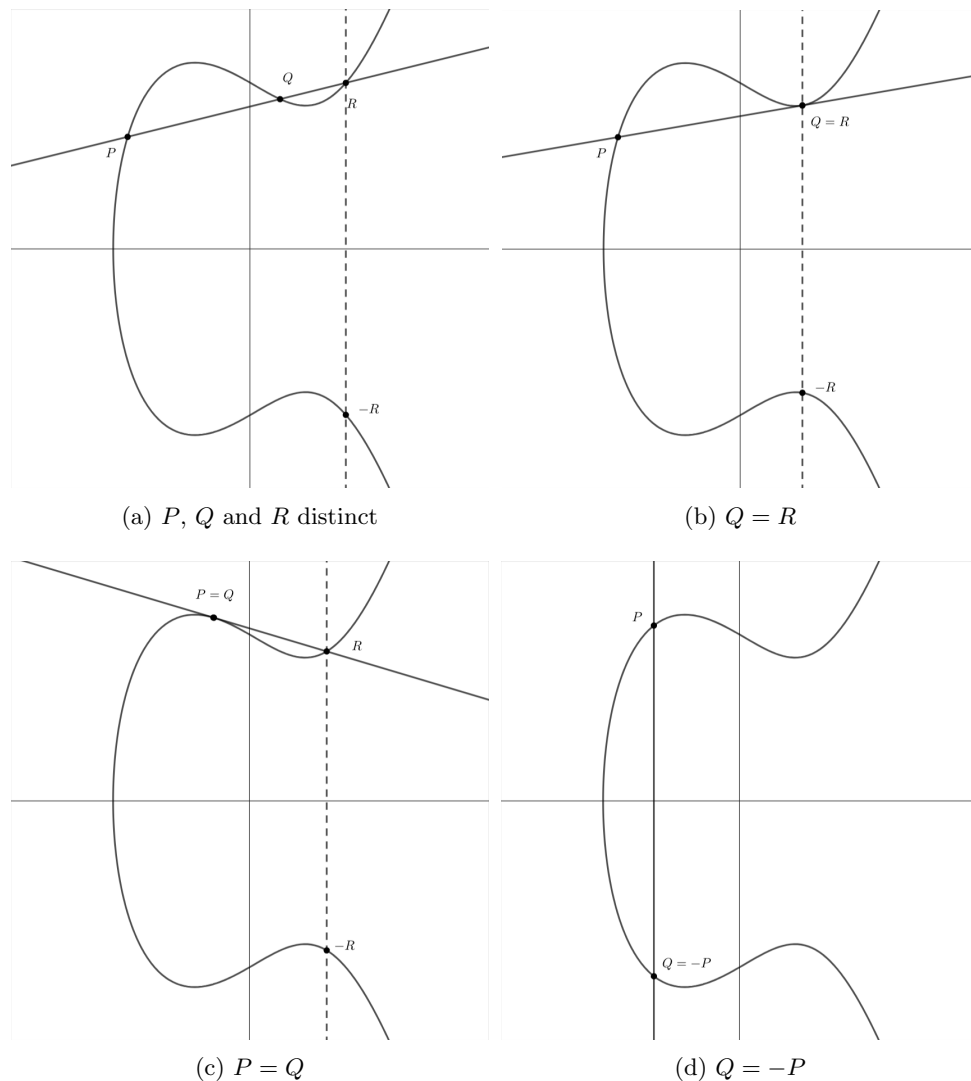 Q
R
P
-R
(a) P, Q and R distinct
Q = R
P
-R
(b) Q = R
P = Q
R
-R
(c) P = Q
P
Q = -P
(d) Q = -P